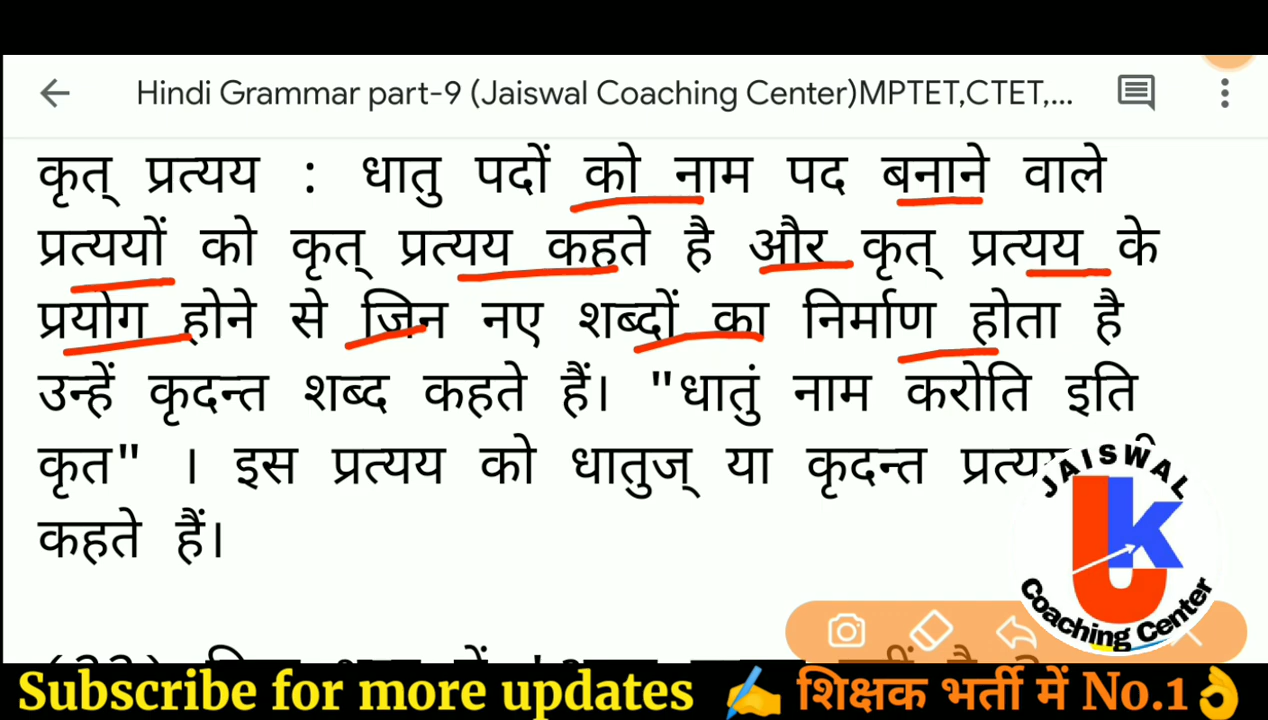 Hindi Grammar part-9 (Jaiswal Coaching Center)MPTET,CTET,...
कृत् प्रत्यय : धातु पदों को नाम पद बनाने वाले
प्रत्ययों को कृत् प्रत्यय कहते है और कृत् प्रत्यय के
प्रयोग होने से जिन नए शब्दों का निर्माण होता है
उन्हें कृदन्त शब्द कहते हैं। "धातुं नाम करोति इति
कृत" । इस प्रत्यय को धातुज् या कृदन्त
कहते हैं।
JAISWAL
JK
Coaching Center
Subscribe for more updates ✍ शिक्षक भर्ती में No.1👌